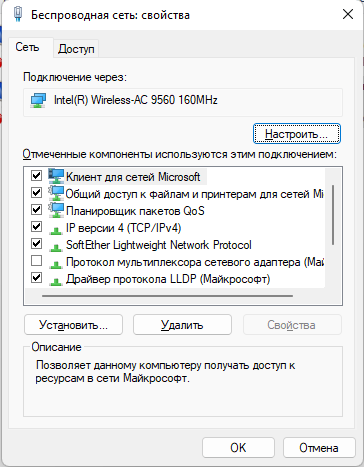 Беспроводная сеть: свойства
Сеть
Доступ
Подключение через:
Intel(R) Wireless-AC 9560 160MHz
Настроить...
Отмеченные компоненты используются этим подключением:
Клиент для сетей Microsoft
Общий доступ к файлам и принтерам для сетей Mi
Планировщик пакетов QoS
IP версии 4 (TCP/IPv4)
SoftEther Lightweight Network Protocol
Протокол мультиплексора сетевого адаптера (Май
Драйвер протокола LLDP (Майкрософт)
Установить...
Удалить
Свойства
Описание
Позволяет данному компьютеру получать доступ к
ресурсам в сети Майкрософт.
OK
Отмена